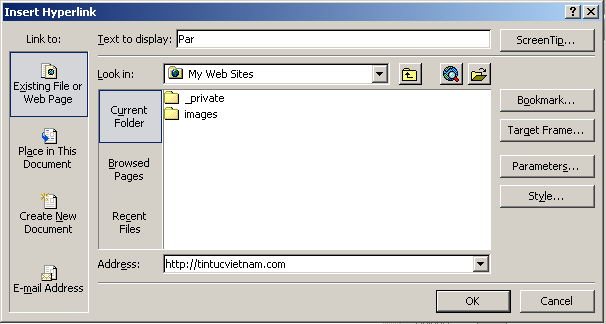 Insert Hyperlink
Link to:
Text to display: Par
ScreenTip...
Existing File or
Web Page
Look in: My Web Sites
Current
Folder
_private
images
Bookmark...
Place in This
Document
Target Frame...
Browsed
Pages
Parameters...
Create New
Document
Style...
Recent
Files
E-mail Address
Address: http://tintucvietnam.com
OK
Cancel